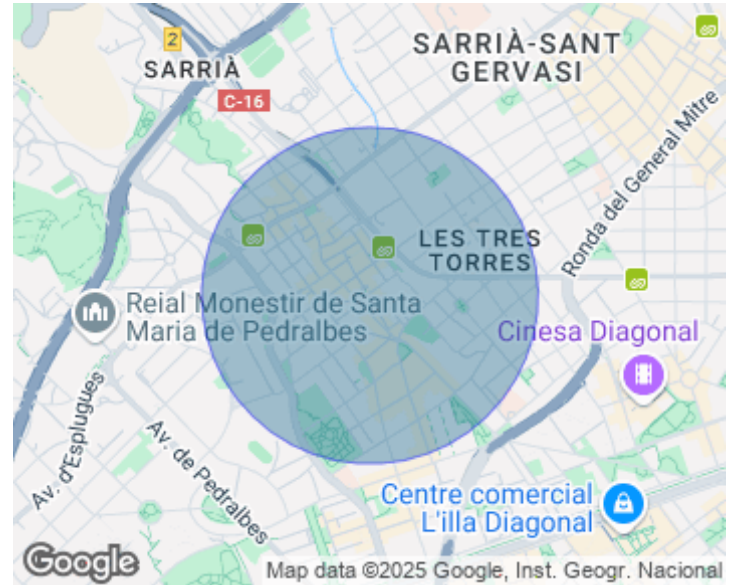 SARRIÀ-SANT
GERVASI
2
SARRIÀ
C-16
Ronda del General Mitre
LES TRES
TORRES
Reial Monestir de Santa
Maria de Pedralbes
Cinesa Diagonal
Av. d'Esplugues
Av. de Pedralbes
Centre comercial
L'illa Diagonal
Google
Map data ©2025 Google, Inst. Geogr. Nacional